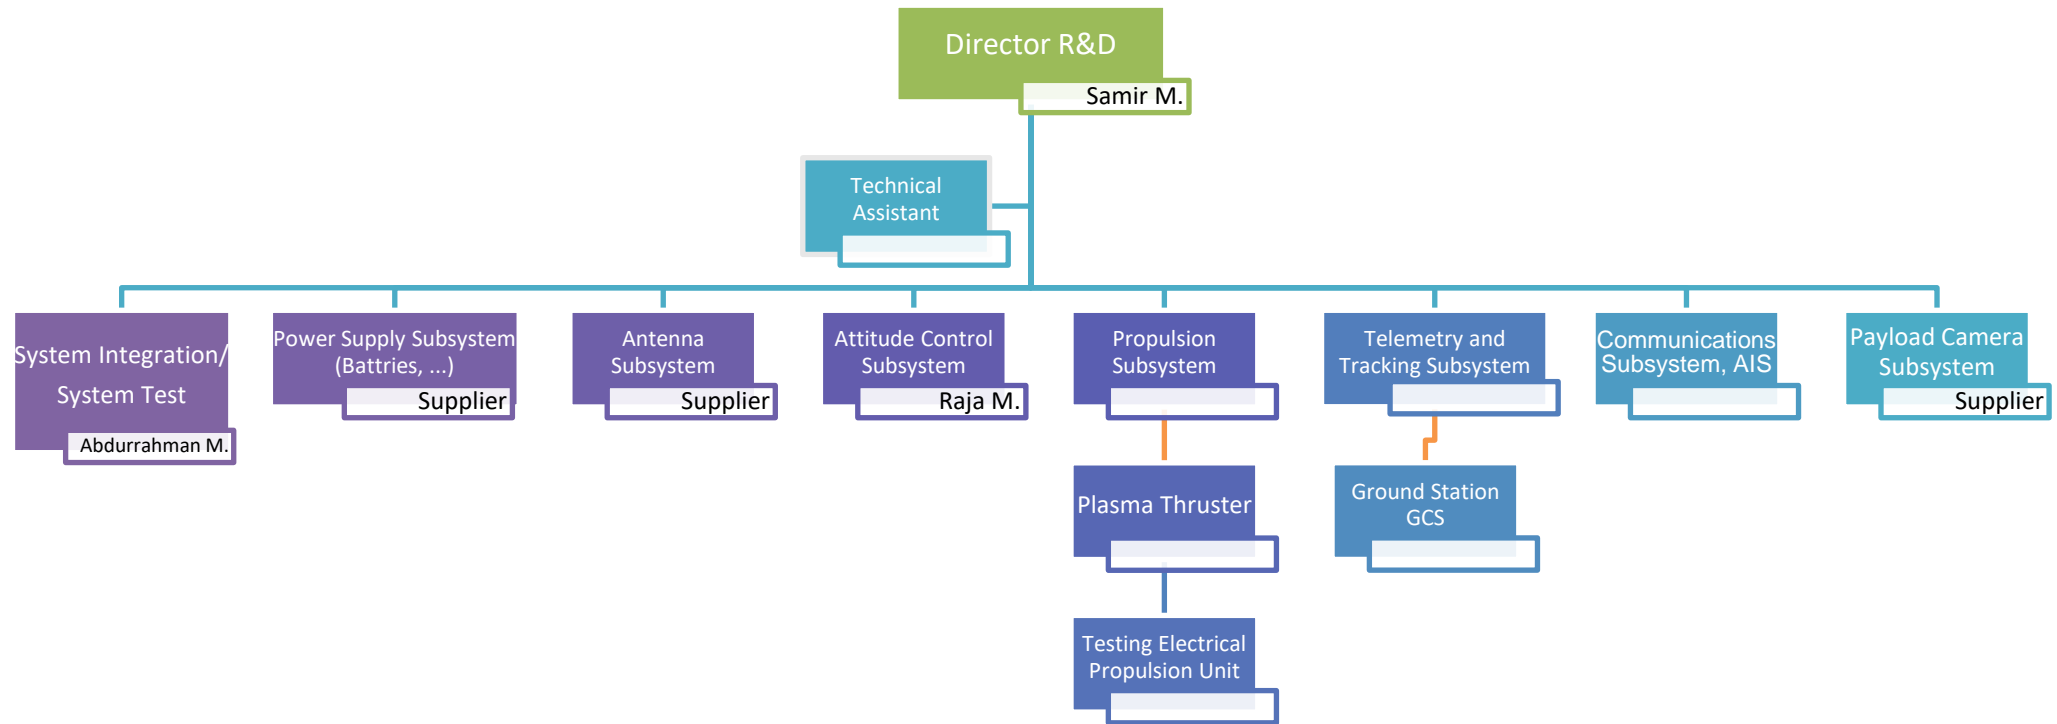 Director R&D
Samir M.
Technical
Assistant
System Integration/
System Test
Abdurrahman M.
Power Supply Subsystem
(Battries, ...)
Supplier
Antenna
Subsystem
Supplier
Attitude Control
Subsystem
Raja M.
Propulsion
Subsystem
Telemetry and
Tracking Subsystem
Communications
Subsystem, AIS
Payload Camera
Subsystem
Supplier
Plasma Thruster
Ground Station
GCS
Testing Electrical
Propulsion Unit